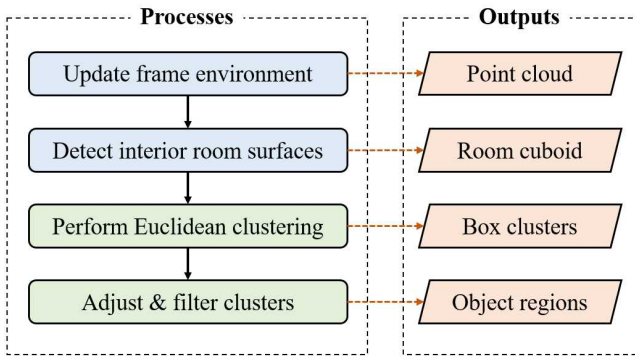 Processes
Outputs
Update frame environment
Point cloud
Detect interior room surfaces
Room cuboid
Perform Euclidean clustering
Box clusters
Adjust & filter clusters
Object regions